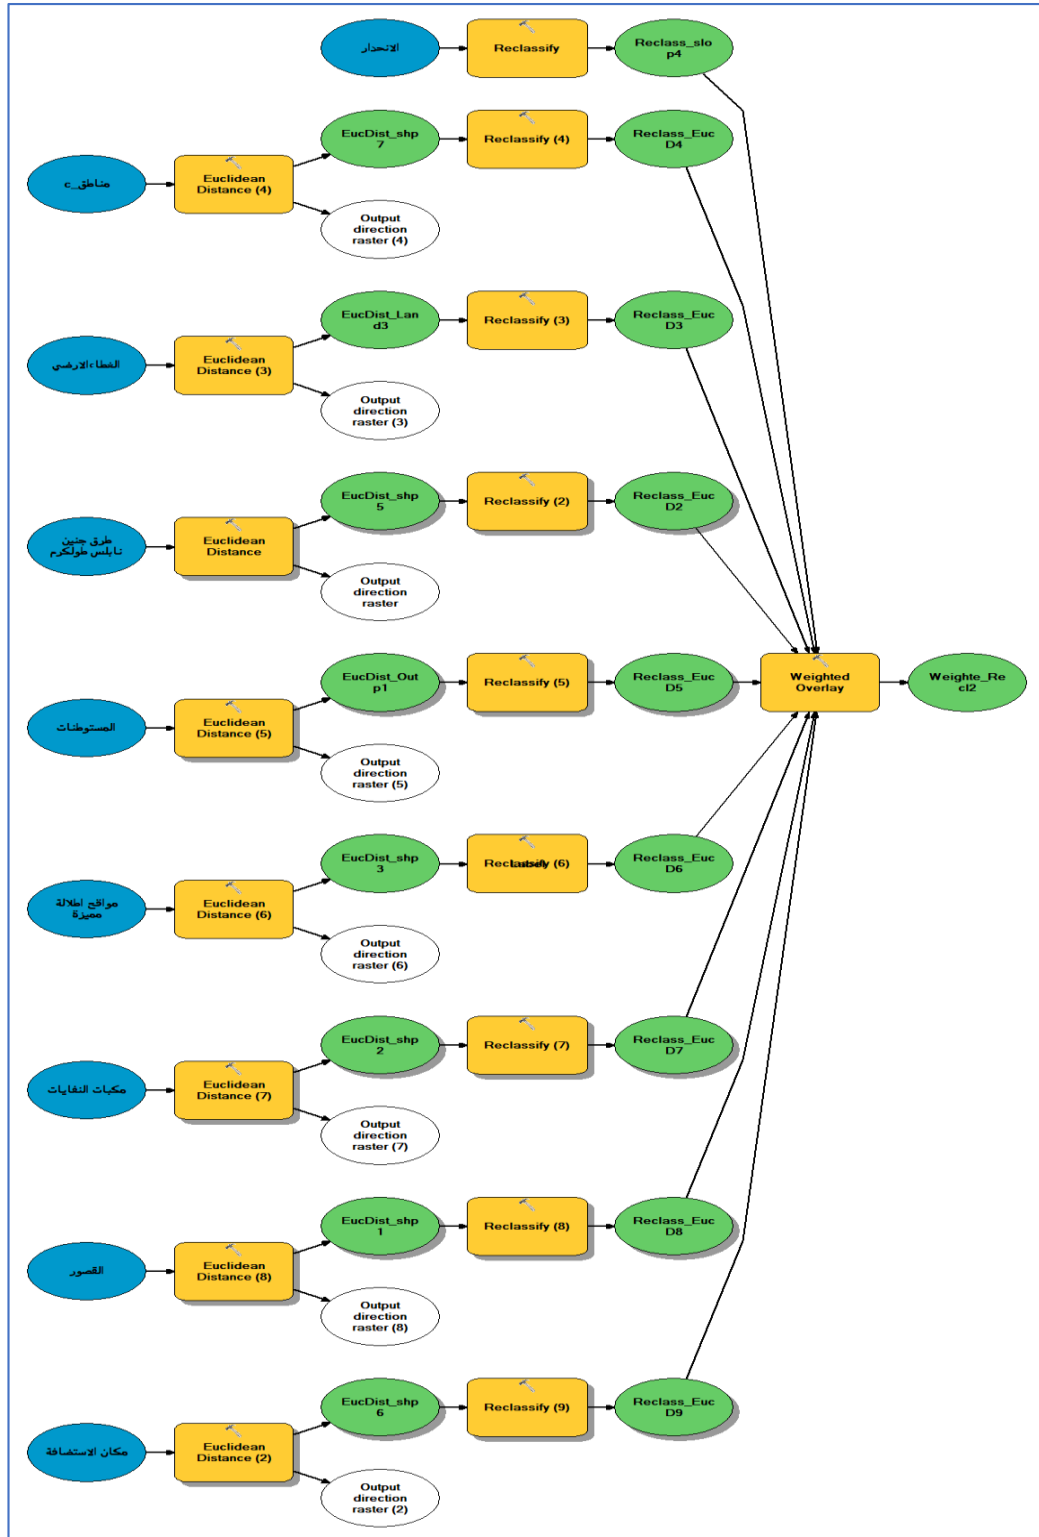 الانحدار
Reclassify
Reclass_slo
p4
c_مناطق
Euclidean
Distance (4)
EucDist_shp
7
Reclassify (4)
Reclass_Euc
D4
Output
direction
raster (4)
الغطاء الارضي
Euclidean
Distance (3)
EucDist_Lan
d3
Reclassify (3)
Reclass_Euc
D3
Output
direction
raster (3)
طرق جنين
نابلس طولكرم
Euclidean
Distance
EucDist_shp
5
Reclassify (2)
Reclass_Euc
D2
Output
direction
raster
المستوطنات
Euclidean
Distance (5)
EucDist_Out
p1
Reclassify (5)
Reclass_Euc
D5
Output
direction
raster (5)
Weighted
Overlay
Weighte_Re
cl2
مواقع اطلالة
مميزة
Euclidean
Distance (6)
EucDist_shp
3
Reclassify (6)
Label
Reclass_Euc
D6
Output
direction
raster (6)
مكبات النفايات
Euclidean
Distance (7)
EucDist_shp
2
Reclassify (7)
Reclass_Euc
D7
Output
direction
raster (7)
القصور
Euclidean
Distance (8)
EucDist_shp
1
Reclassify (8)
Reclass_Euc
D8
Output
direction
raster (8)
مكان الاستضافة
Euclidean
Distance (2)
EucDist_shp
6
Reclassify (9)
Reclass_Euc
D9
Output
direction
raster (2)